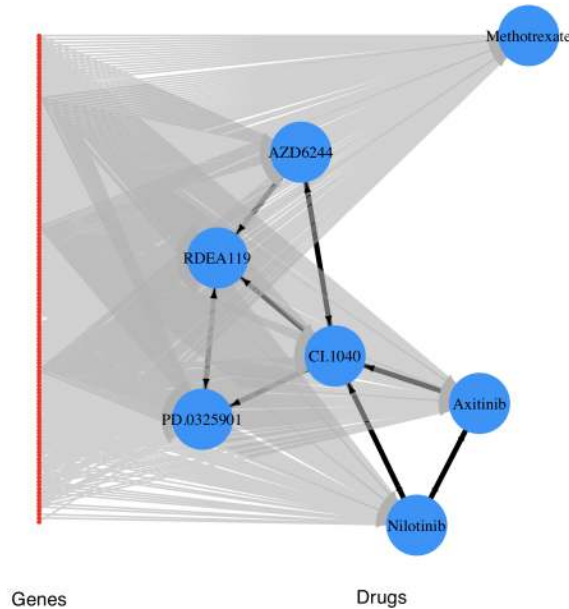 Methotrexate
AZD6244
RDEA119
CI.1040
Axitinib
PD.0325901
Nilotinib
Genes
Drugs